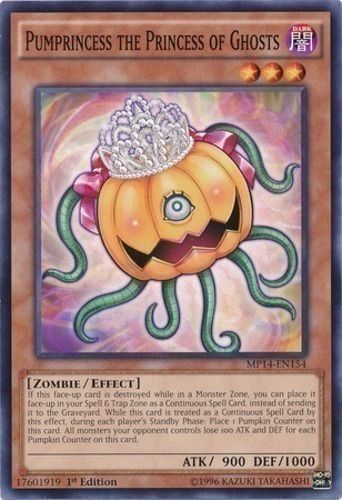 PUMPRINCESS THE PRINCESS OF GHOSTS
DARK
闇
MP14-EN154
[ZOMBIE / EFFECT]
If this face-up card is destroyed while in a Monster Zone, you can place it
face-up in your Spell & Trap Zone as a Continuous Spell Card, instead of sending
it to the Graveyard. While this card is treated as a Continuous Spell Card by
this effect, during each player's Standby Phase: Place 1 Pumpkin Counter on
this card. All monsters your opponent controls lose 100 ATK and DEF for each
Pumpkin Counter on this card.
ATK/ 900 DEF/1000
17601919 1st Edition ©1996 KAZUKI TAKAHASHI